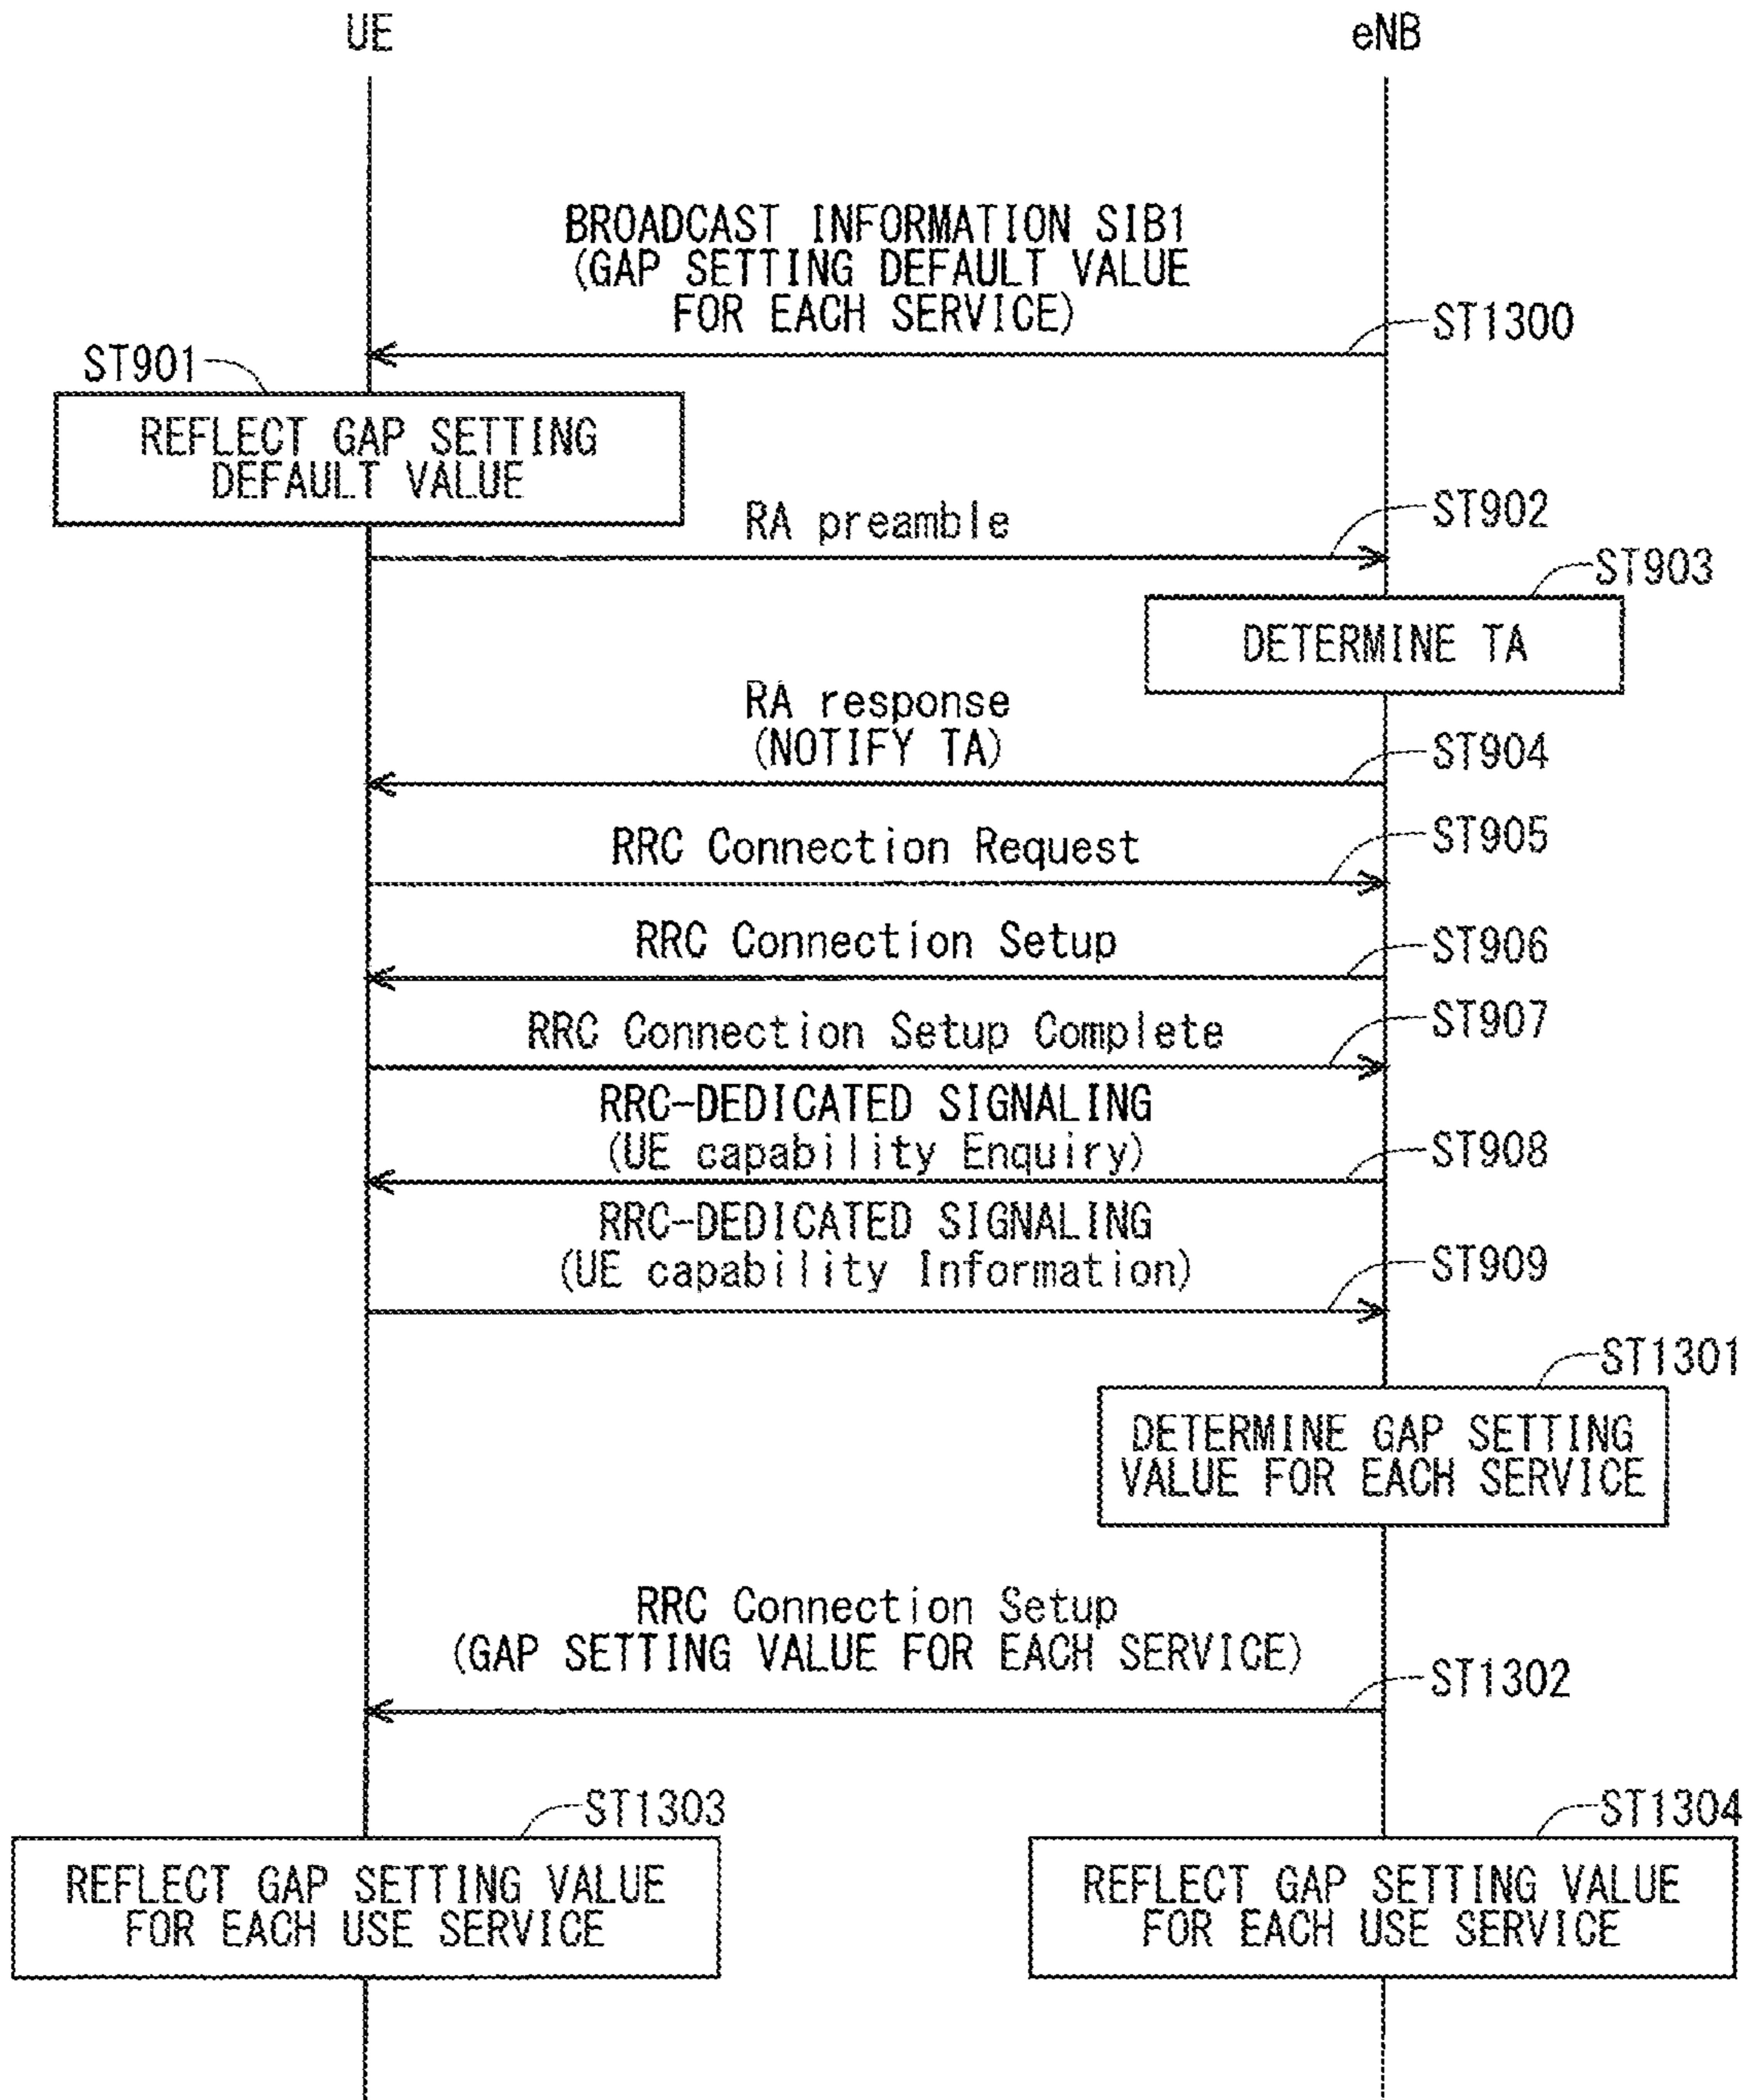 UE
eNB
BROADCAST INFORMATION SIB1
(GAP SETTING DEFAULT VALUE
FOR EACH SERVICE)
ST1300
ST901
REFLECT GAP SETTING
DEFAULT VALUE
RA preamble
ST902
ST903
DETERMINE TA
RA response
(NOTIFY TA)
ST904
RRC Connection Request
ST905
RRC Connection Setup
ST906
RRC Connection Setup Complete
ST907
RRC-DEDICATED SIGNALING
(UE capability Enquiry)
ST908
RRC-DEDICATED SIGNALING
(UE capability Information)
ST909
ST1301
DETERMINE GAP SETTING
VALUE FOR EACH SERVICE
RRC Connection Setup
(GAP SETTING VALUE FOR EACH SERVICE)
ST1302
ST1303
REFLECT GAP SETTING VALUE
FOR EACH USE SERVICE
ST1304
REFLECT GAP SETTING VALUE
FOR EACH USE SERVICE